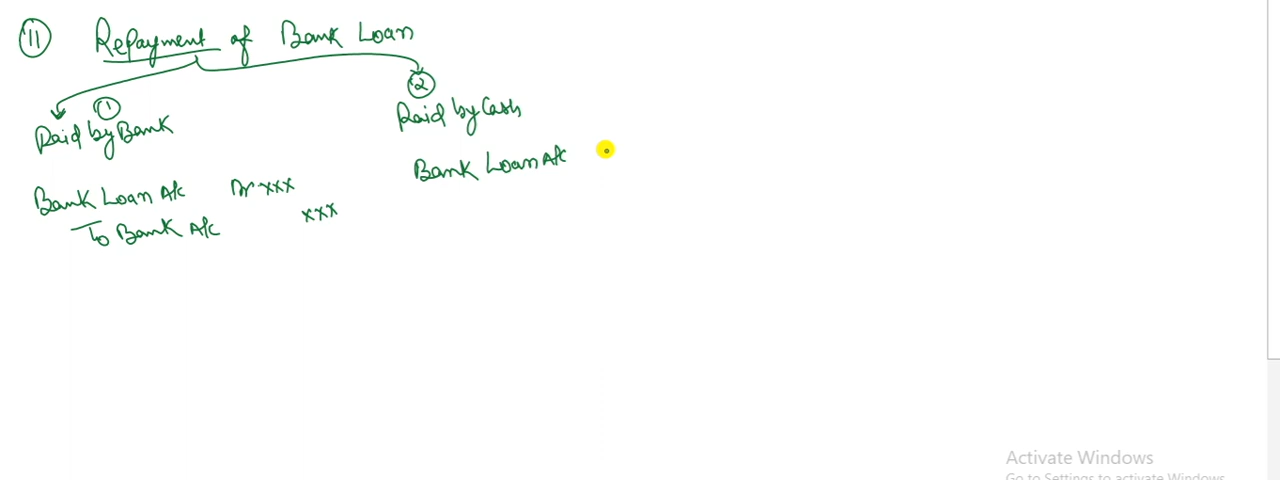 11 Repayment of Bank Loan
1
Paid by Bank
Bank Loan A/c Dr xxx
To Bank A/c xxx
2
Paid by Cash
Bank Loan A/c
Activate Windows
Go to Settings to activate Windows